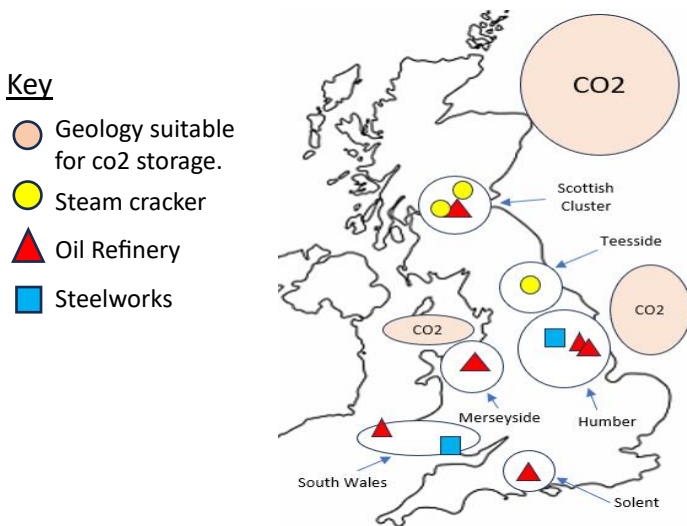 Key
Geology suitable
for co2 storage.
Steam cracker
Oil Refinery
Steelworks
CO2
Scottish
Cluster
Teesside
CO2
CO2
Merseyside
Humber
South Wales
Solent